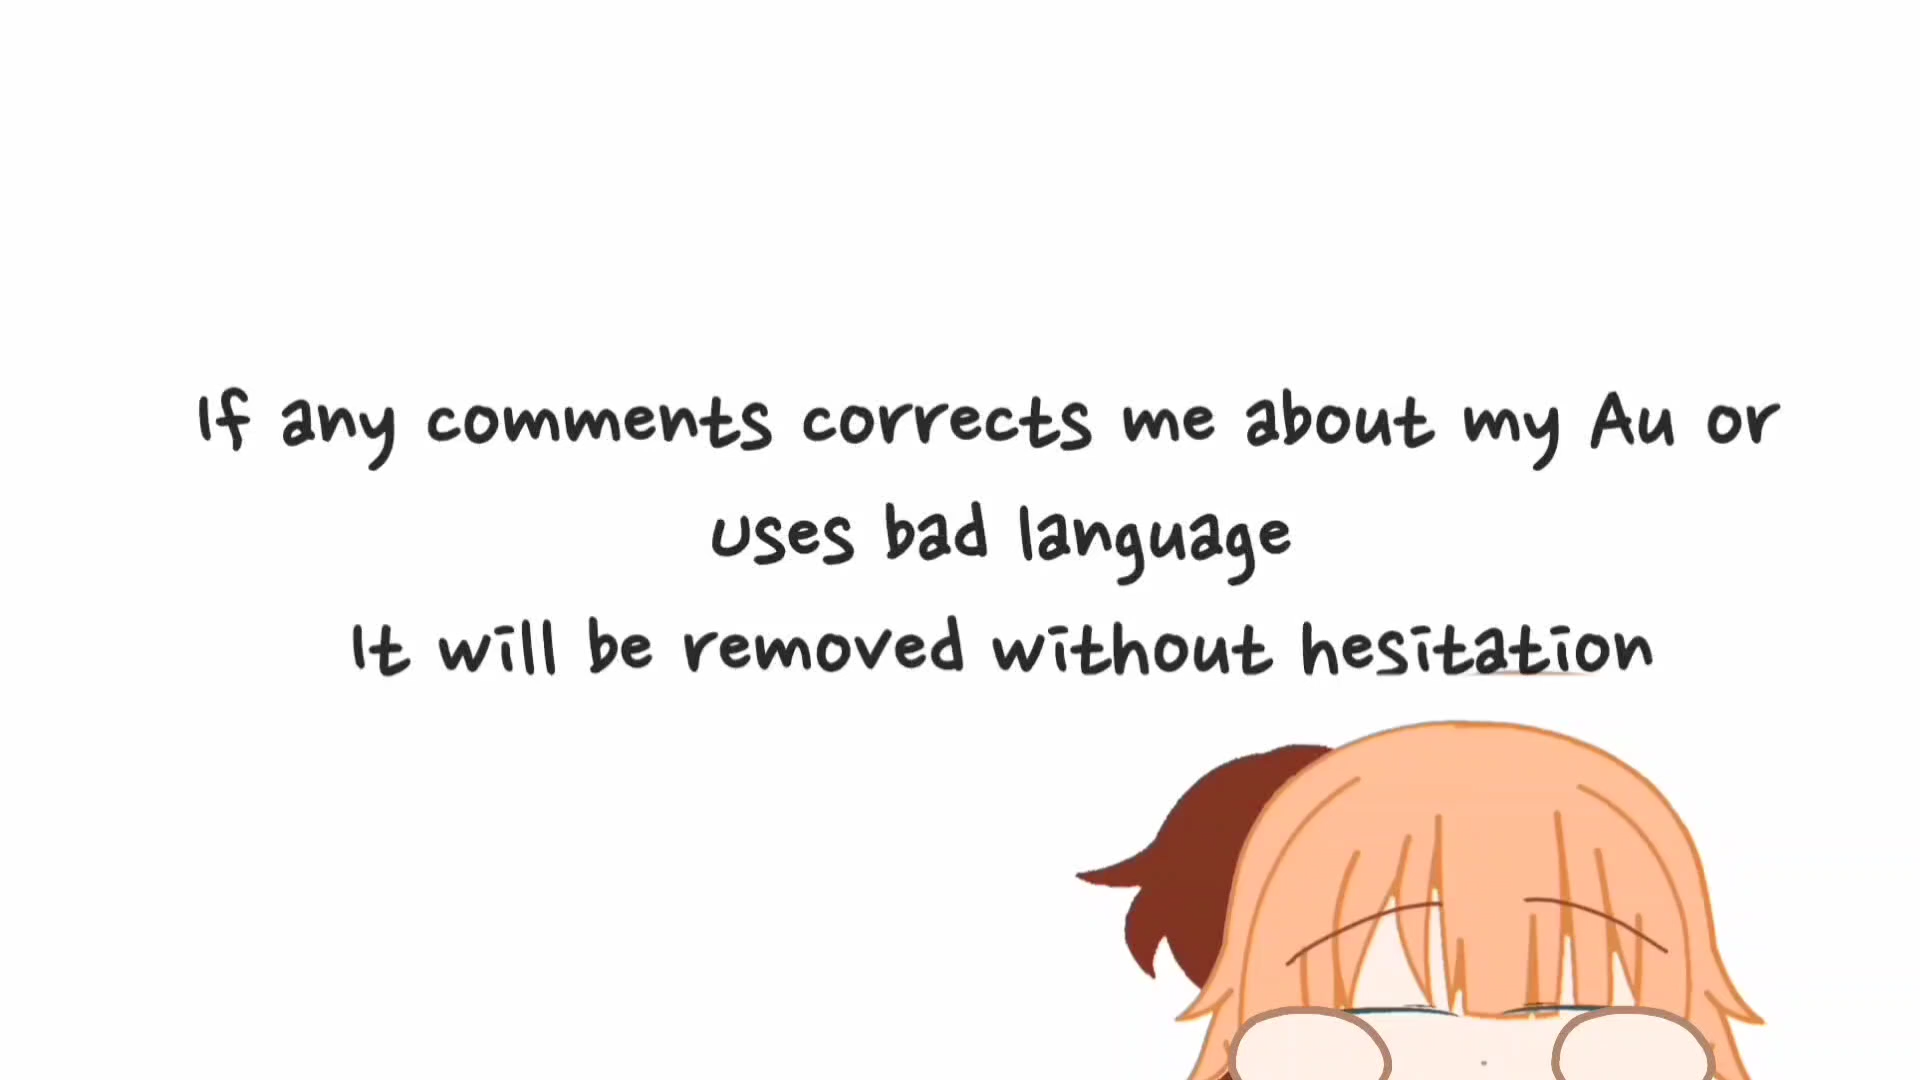 If any comments corrects me about my Au or
uses bad language
It will be removed without hesitation